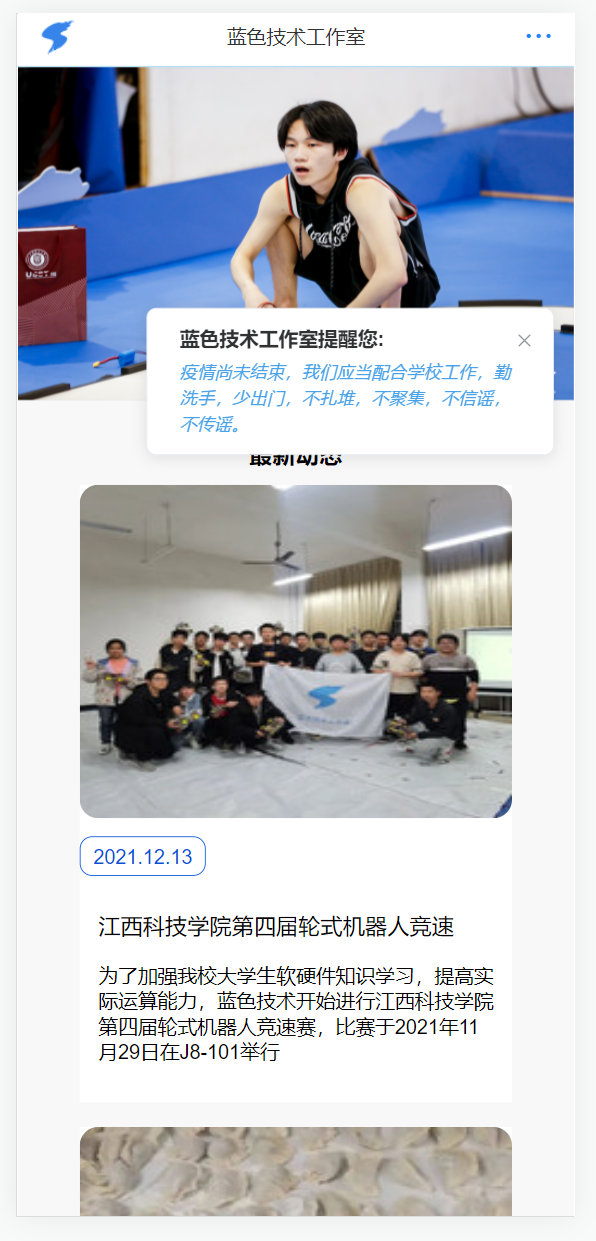 蓝色技术工作室
蓝色技术工作室提醒您:
疫情尚未结束，我们应当配合学校工作，勤
洗手，少出门，不扎堆，不聚集，不信谣，
不传谣。
最新动态
2021.12.13
江西科技学院第四届轮式机器人竞速
为了加强我校大学生软硬件知识学习，提高实
际运算能力，蓝色技术开始进行江西科技学院
第四届轮式机器人竞速赛，比赛于2021年11
月29日在J8-101举行